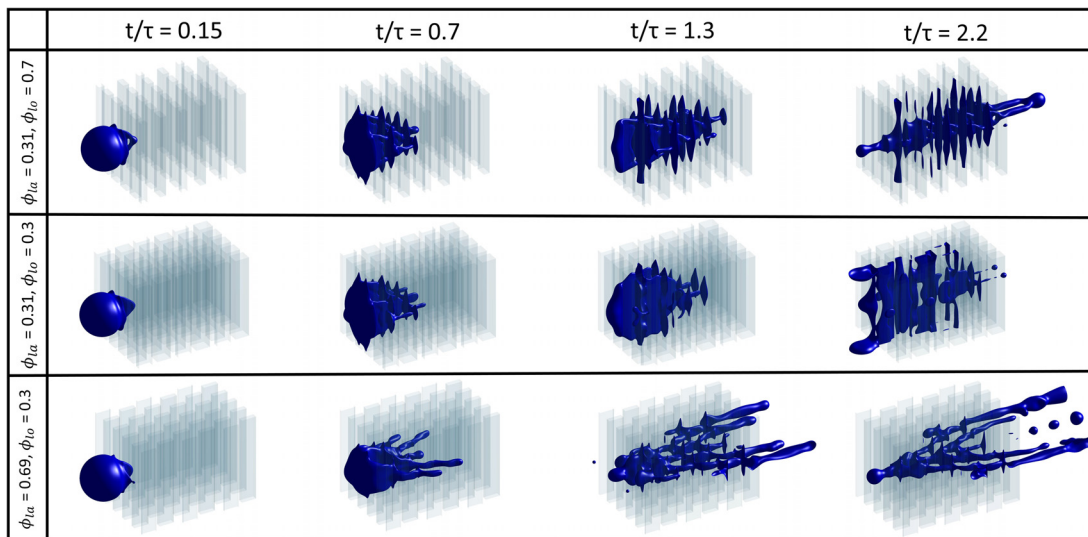 t/τ = 0.15
t/τ = 0.7
t/τ = 1.3
t/τ = 2.2
ϕla = 0.31, ϕlo = 0.7
ϕla = 0.31, ϕlo = 0.3
ϕla = 0.69, ϕlo = 0.3